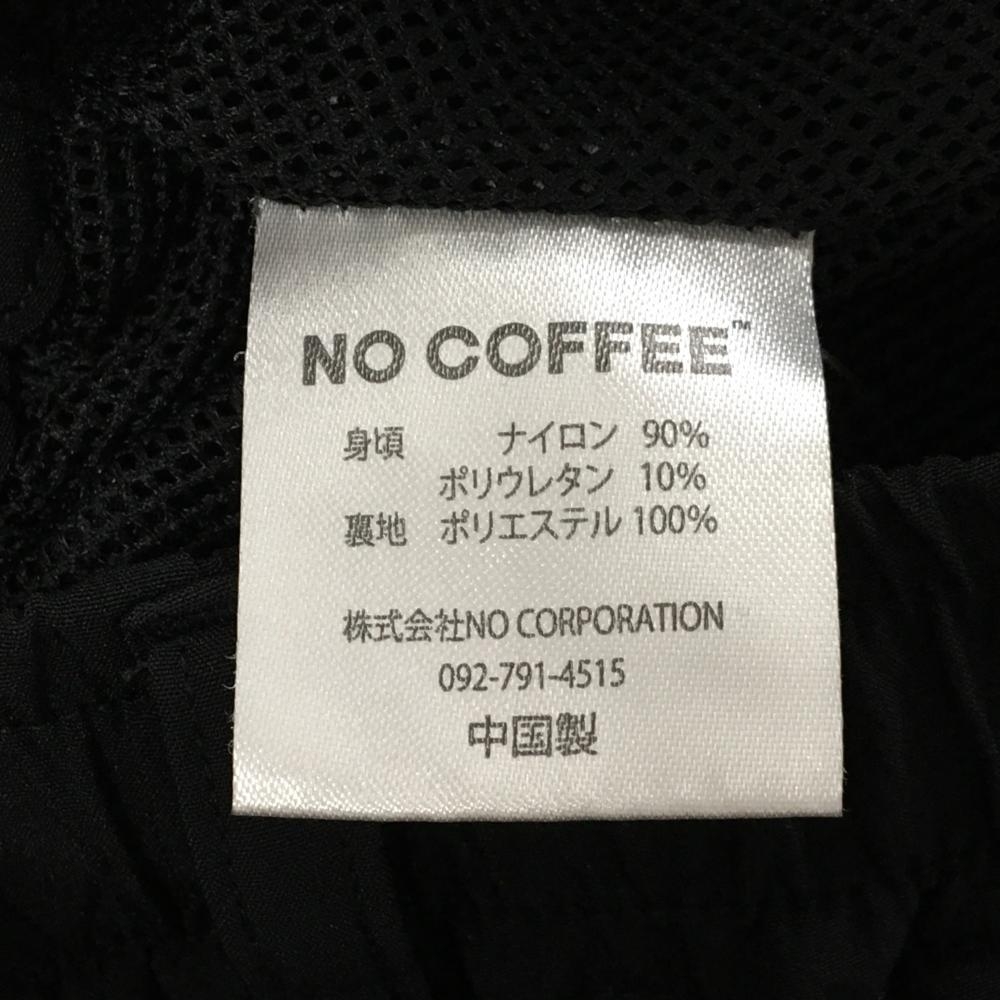 NO COFFEE™
身頃 ナイロン 90%
ポリウレタン 10%
裏地 ポリエステル 100%
株式会社NO CORPORATION
092-791-4515
中国製